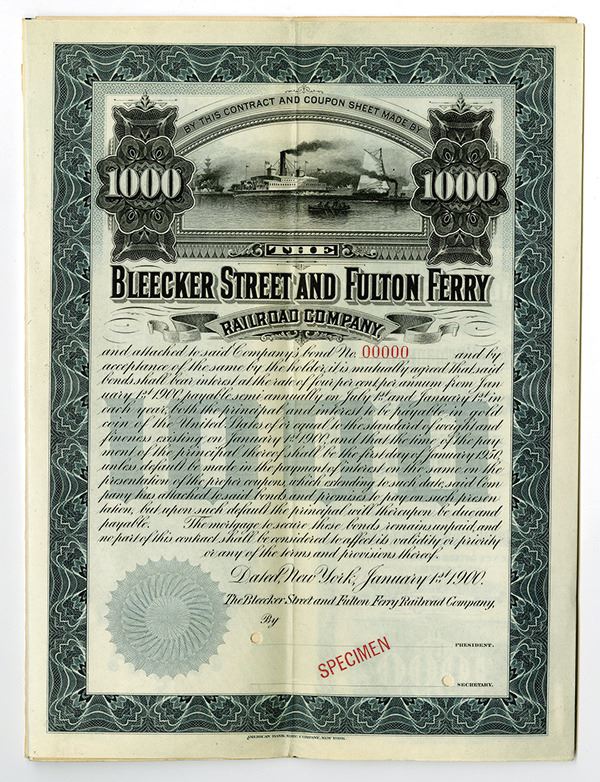 BY THIS CONTRACT AND COUPON SHEET MADE BY
1000 1000
THE
BLEECKER STREET AND FULTON FERRY
RAILROAD COMPANY,
and attached to said Company's bond No. 00000 and by
acceptance of the same by the holder, it is mutually agreed that said
bonds shall bear interest at the rate of four per cent per annum from Jan-
uary 1st 1900, payable semi-annually on July 1st and January 1st in
each year, both principal and interest to be payable in gold
coin of the United States of or equal to the standard of weight and
fineness existing on January 1st 1900, and that the time of the pay-
ment of the principal thereof shall be the 1st day of January 1950,
unless default be made in the payment of interest on the same on the
presentation of the proper coupons, which extending to such date, said Com-
pany has attached to said bonds and promises to pay on such presen-
tation, but upon such default the principal will thereupon be due and
payable. The mortgage to secure these bonds remains unpaid, and
no part of this contract shall be considered to affect its validity or priority
or any of the terms and provisions thereof.
1000
Dated, New York, January 1st 1900.
The Bleecker Street and Fulton Ferry Railroad Company,
By
PRESIDENT.
SPECIMEN
SECRETARY.
AMERICAN BANK NOTE COMPANY, NEW YORK.